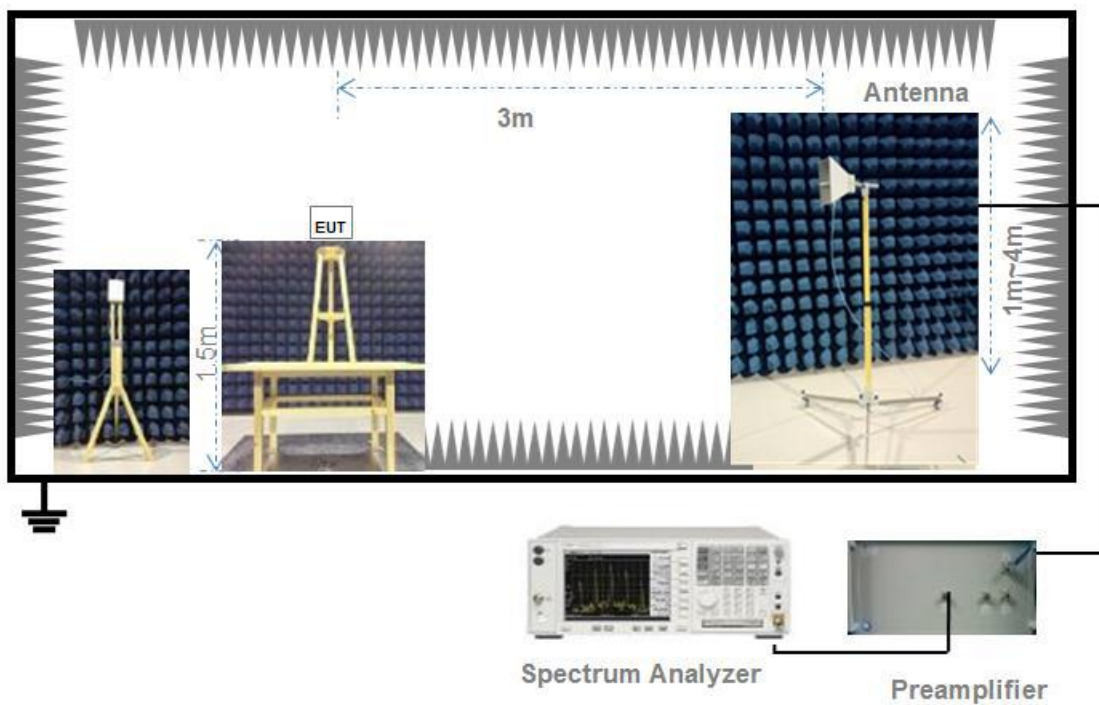 Antenna
3m
EUT
1.5m
1m~4m
Spectrum Analyzer
Preamplifier